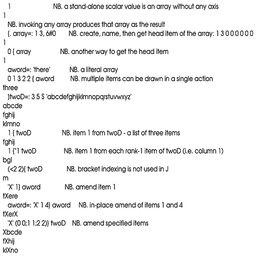 1 NB. a stand-alone scalar value is an array without any axis
1
NB. invoking any array produces that array as the result
{. array=: 1 3, 6#0 NB. create, name, then get head item of the array: 1 3 0 0 0 0 0 0
1
0 { array NB. another way to get the head item
1
aword=: 'there' NB. a literal array
0 1 3 2 2 { aword NB. multiple items can be drawn in a single action
three
]twoD=: 3 5 $ 'abcdefghijklmnopqrstuvwxyz'
abcde
fghij
klmno
1 { twoD NB. item 1 from twoD - a list of three items
fghij
1 {"1 twoD NB. item 1 from each rank-1 item of twoD (i.e. column 1)
bgl
(<2 2){ twoD NB. bracket indexing is not used in J
m
'X' 1} aword NB. amend item 1
tXere
aword=: 'X' 1 4} aword NB. in-place amend of items 1 and 4
tXerX
'X' (0 0;1 1;2 2)} twoD NB. amend specified items
Xbcde
fXhij
klXno